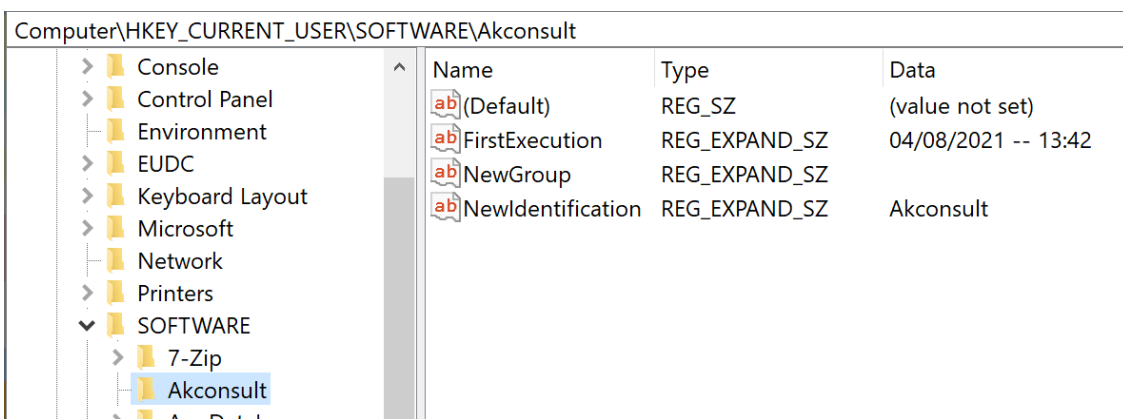 Computer\HKEY_CURRENT_USER\SOFTWARE\Akconsult
Console
Control Panel
Environment
EUDC
Keyboard Layout
Microsoft
Network
Printers
SOFTWARE
7-Zip
Akconsult
Name Type Data
(Default) REG_SZ (value not set)
FirstExecution REG_EXPAND_SZ 04/08/2021 -- 13:42
NewGroup REG_EXPAND_SZ
NewIdentification REG_EXPAND_SZ Akconsult